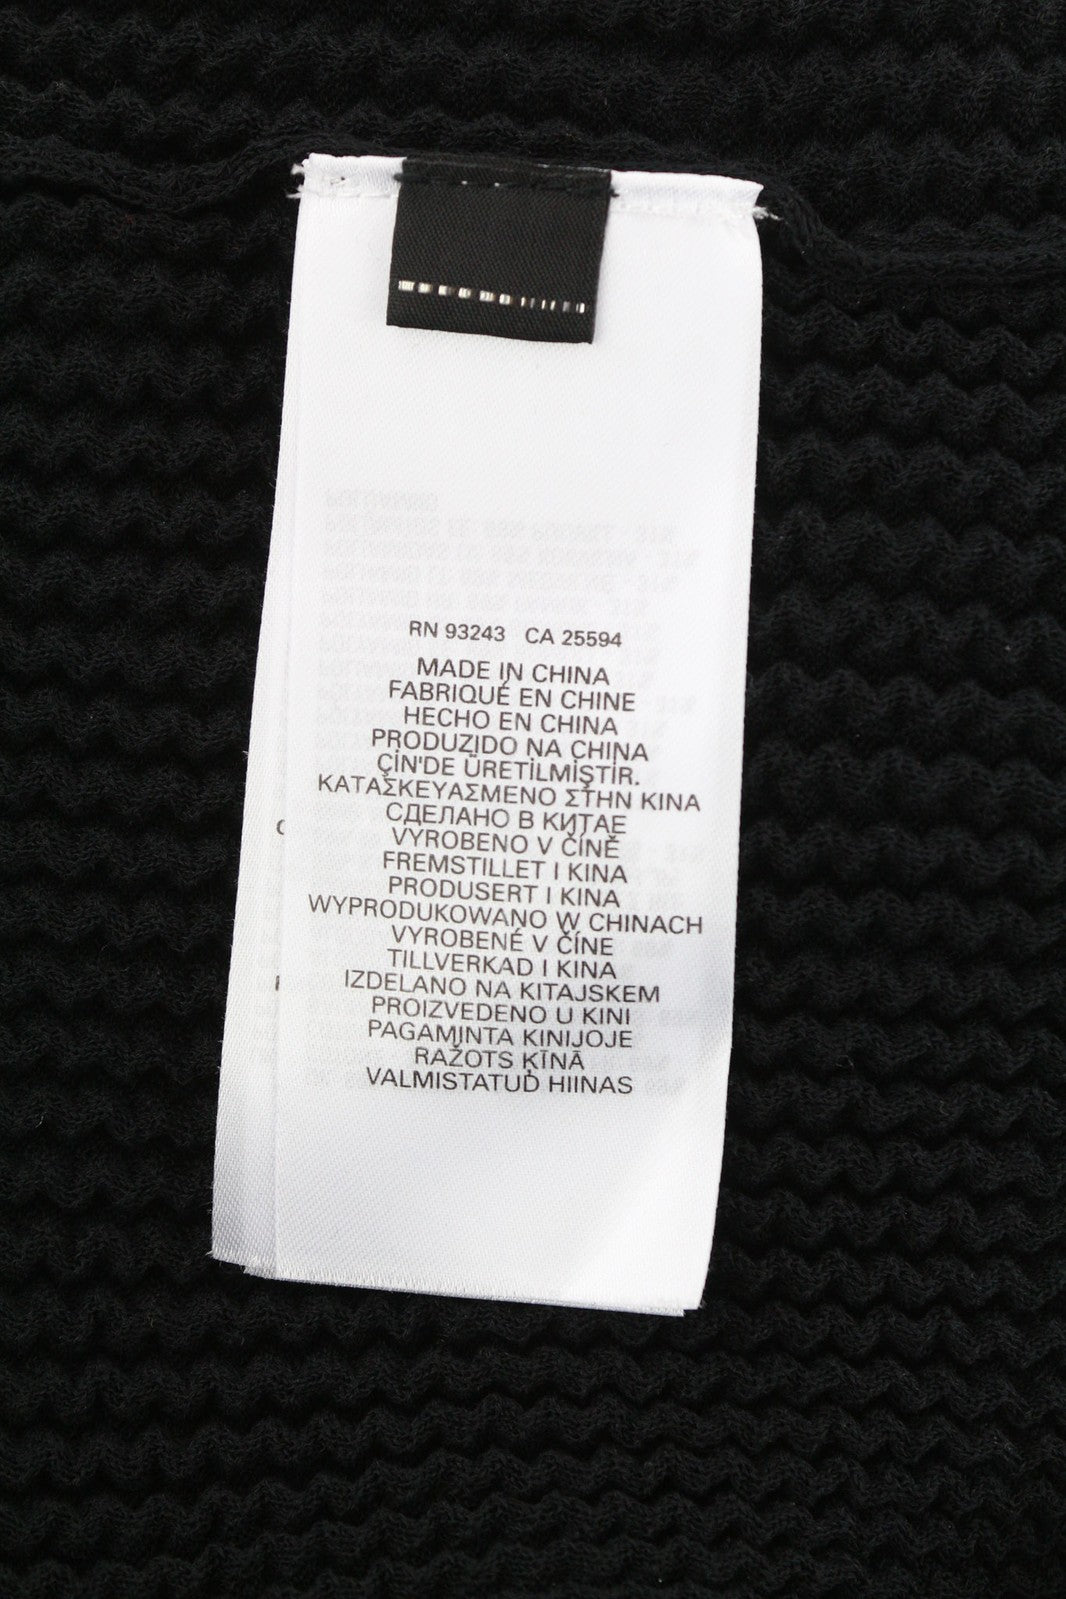 RN 93243 CA 25594
MADE IN CHINA
FABRIQUÉ EN CHINE
HECHO EN CHINA
PRODUZIDO NA CHINA
ÇİN'DE ÜRETİLMİŞTİR.
ΚΑΤΑΣΚΕΥΑΣΜΕΝΟ ΣΤΗΝ ΚΙΝΑ
СДЕЛАНО В КИТАЕ
VYROBENO V ČÍNĚ
FREMSTILLET I KINA
PRODUSERT I KINA
WYPRODUKOWANO W CHINACH
VYROBENÉ V ČÍNE
TILLVERKAD I KINA
IZDELANO NA KITAJSKEM
PROIZVEDENO U KINI
PAGAMINTA KINIJOJE
RAŽOTS ĶĪNĀ
VALMISTATUD HIINAS